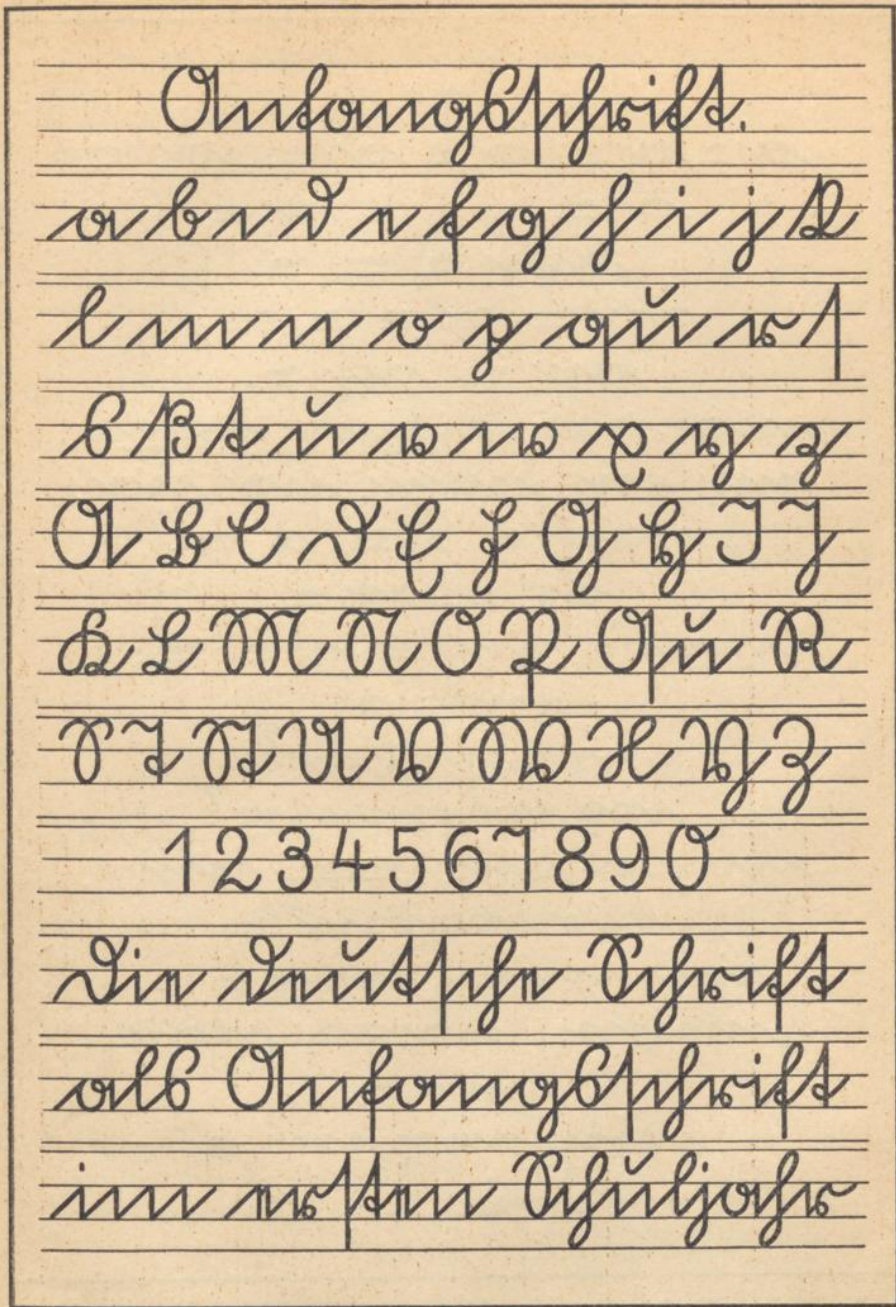 Anfangsſchrift.
a b c d e f g h i j k
l m n o p qu r ſ
s ß t u v w x y z
A B C D E F G H I J
K L M N O P Qu R
S T St U V W X Y Z
1 2 3 4 5 6 7 8 9 0
Die deutſche Schrift
als Anfangsſchrift
im erſten Schuljahr